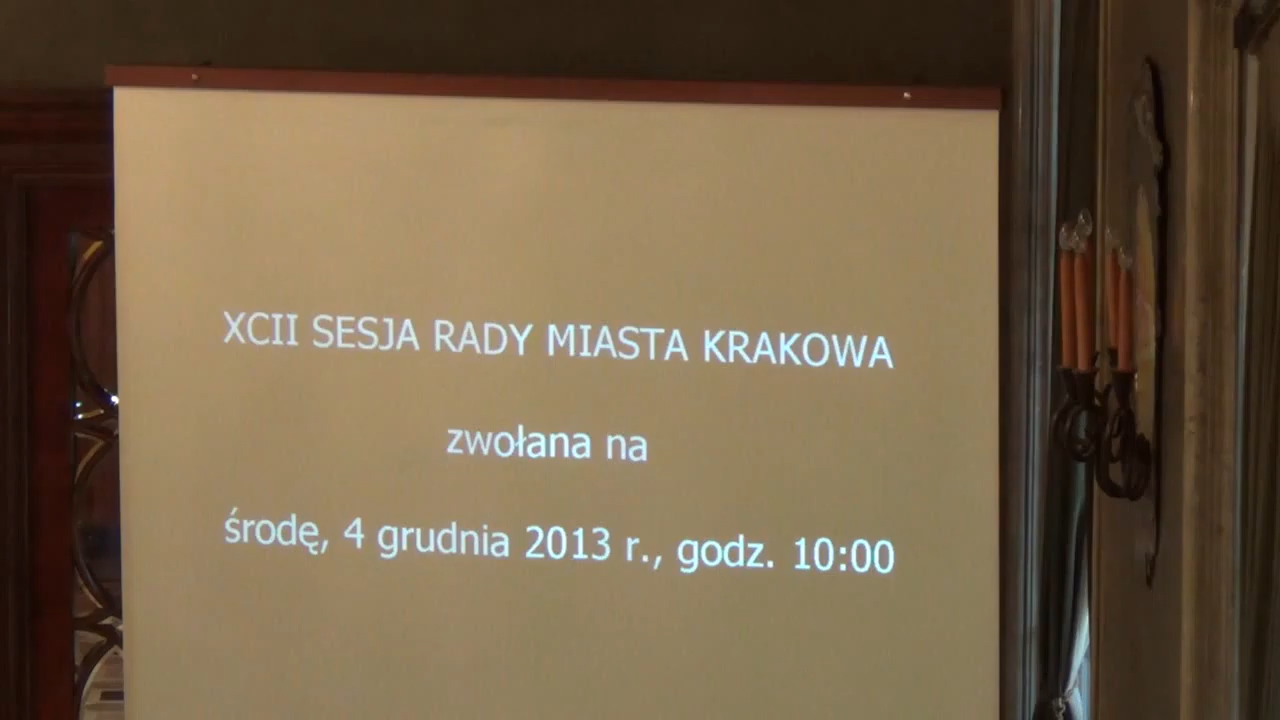 XCII SESJA RADY MIASTA KRAKOWA
zwołana na
środę, 4 grudnia 2013 r., godz. 10:00